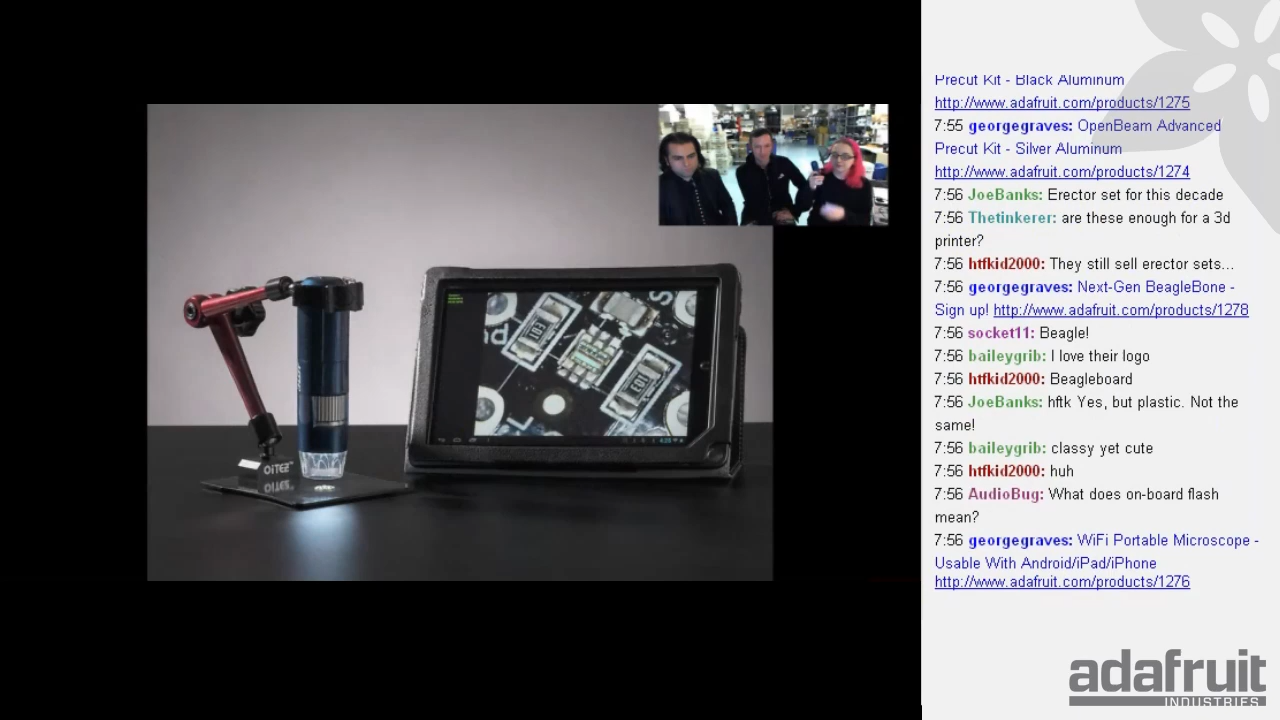 Precut Kit - Black Aluminum
http://www.adafruit.com/products/1275
7:55 georgegraves: OpenBeam Advanced
Precut Kit - Silver Aluminum
http://www.adafruit.com/products/1274
7:56 JoeBanks: Erector set for this decade
7:56 Thetinkerer: are these enough for a 3d
printer?
7:56 htfkid2000: They still sell erector sets...
7:56 georgegraves: Next-Gen BeagleBone -
Sign up! http://www.adafruit.com/products/1278
7:56 socket11: Beagle!
7:56 baileygrib: I love their logo
7:56 htfkid2000: Beagleboard
7:56 JoeBanks: hftk Yes, but plastic. Not the
same!
7:56 baileygrib: classy yet cute
7:56 htfkid2000: huh
7:56 AudioBug: What does on-board flash
mean?
7:56 georgegraves: WiFi Portable Microscope -
Usable With Android/iPad/iPhone
http://www.adafruit.com/products/1276
adafruit
INDUSTRIES
E01
E01
OiTEZ